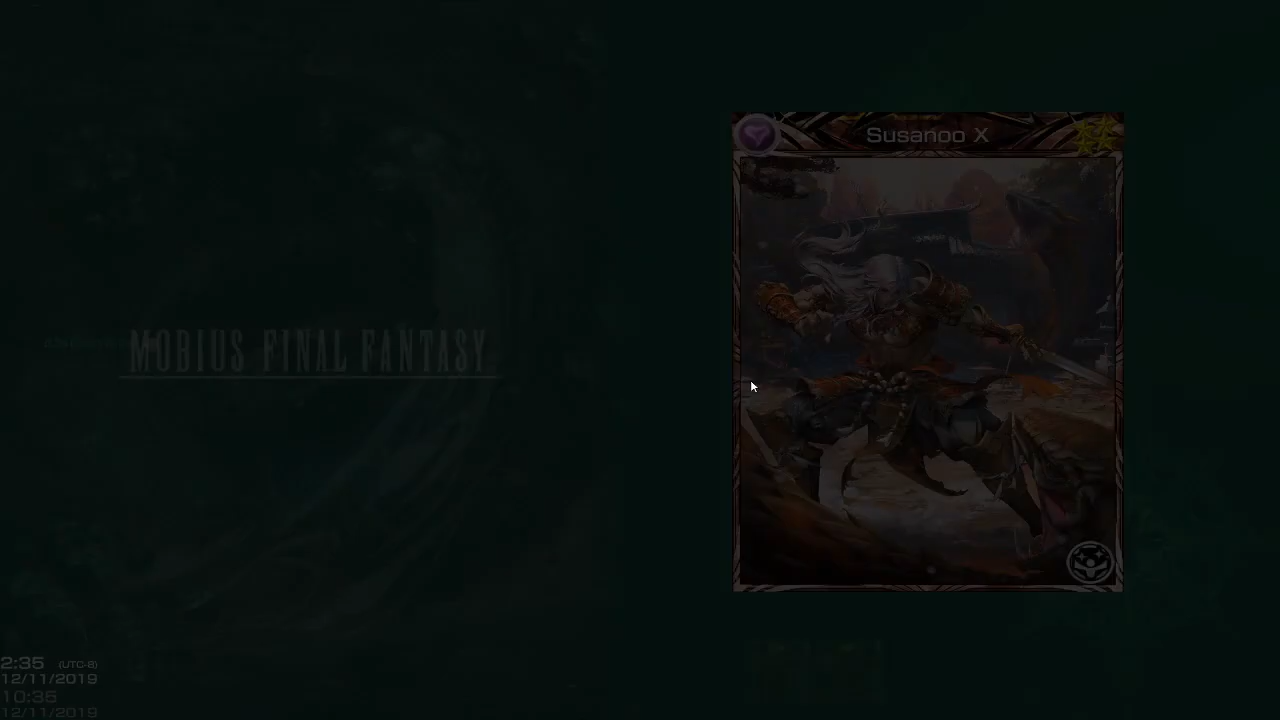 MOBIUS FINAL FANTASY
Susanoo X
2:35 (UTC-8)
12/11/2019
10:35
12/11/2019